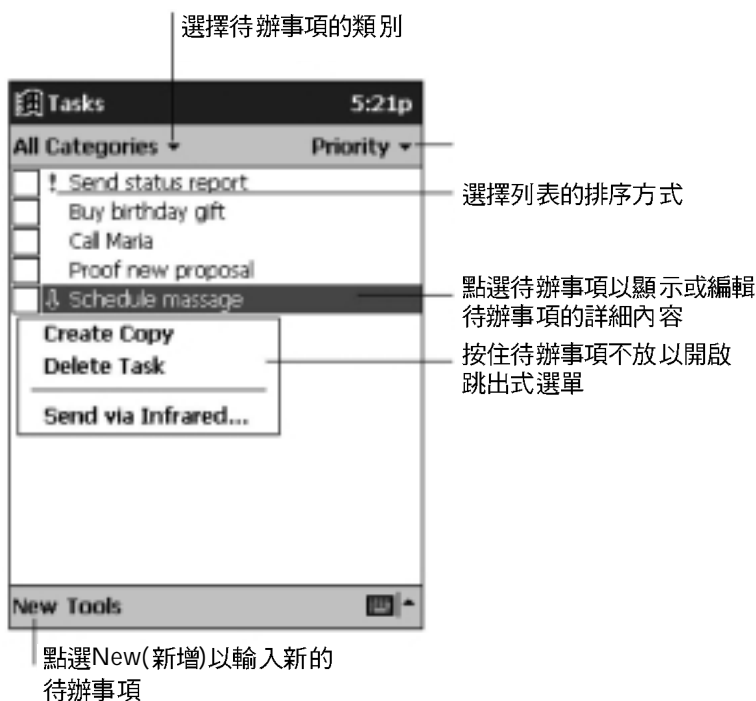 選擇待辦事項的類別
Tasks 5:21p
All Categories Priority
! Send status report
選擇列表的排序方式
Buy birthday gift
Call Maria
Proof new proposal
Schedule massage
點選待辦事項以顯示或編輯
待辦事項的詳細內容
Create Copy
Delete Task
Send via Infrared...
按住待辦事項不放以開啟
跳出式選單
New Tools
點選New(新增)以輸入新的
待辦事項